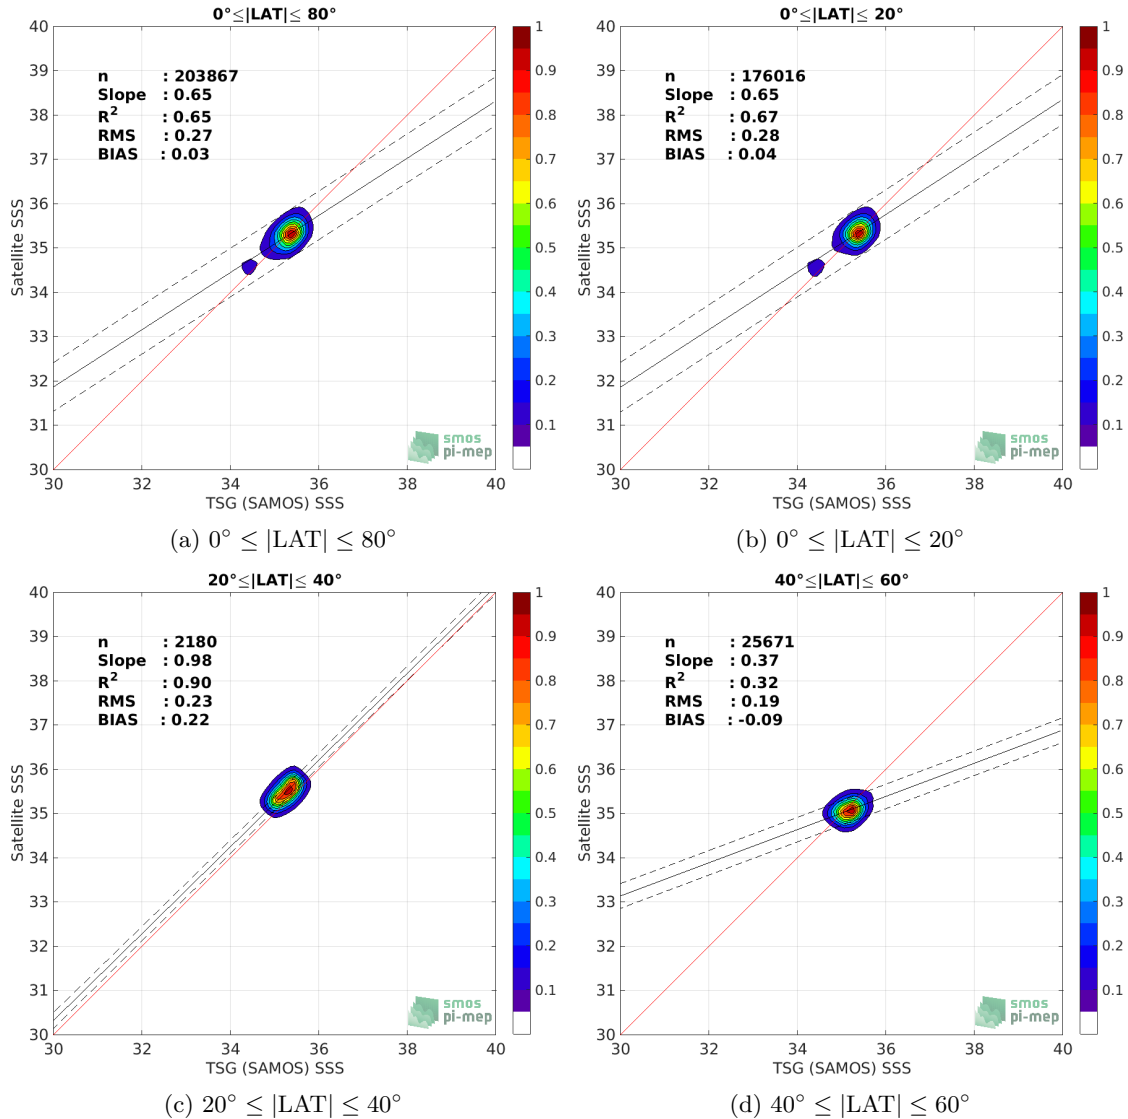 0°≤|LAT|≤ 80°
n : 203867
Slope : 0.65
R² : 0.65
RMS : 0.27
BIAS : 0.03
Satellite SSS
40
39
38
37
36
35
34
33
32
31
30
30 32 34 36 38 40
TSG (SAMOS) SSS
1
0.9
0.8
0.7
0.6
0.5
0.4
0.3
0.2
0.1
smos
pi-mep
(a) 0° ≤ |LAT| ≤ 80°
0°≤|LAT|≤ 20°
n : 176016
Slope : 0.65
R² : 0.67
RMS : 0.28
BIAS : 0.04
Satellite SSS
40
39
38
37
36
35
34
33
32
31
30
30 32 34 36 38 40
TSG (SAMOS) SSS
1
0.9
0.8
0.7
0.6
0.5
0.4
0.3
0.2
0.1
smos
pi-mep
(b) 0° ≤ |LAT| ≤ 20°
20°≤|LAT|≤ 40°
n : 2180
Slope : 0.98
R² : 0.90
RMS : 0.23
BIAS : 0.22
Satellite SSS
40
39
38
37
36
35
34
33
32
31
30
30 32 34 36 38 40
TSG (SAMOS) SSS
1
0.9
0.8
0.7
0.6
0.5
0.4
0.3
0.2
0.1
smos
pi-mep
(c) 20° ≤ |LAT| ≤ 40°
40°≤|LAT|≤ 60°
n : 25671
Slope : 0.37
R² : 0.32
RMS : 0.19
BIAS : -0.09
Satellite SSS
40
39
38
37
36
35
34
33
32
31
30
30 32 34 36 38 40
TSG (SAMOS) SSS
1
0.9
0.8
0.7
0.6
0.5
0.4
0.3
0.2
0.1
smos
pi-mep
(d) 40° ≤ |LAT| ≤ 60°